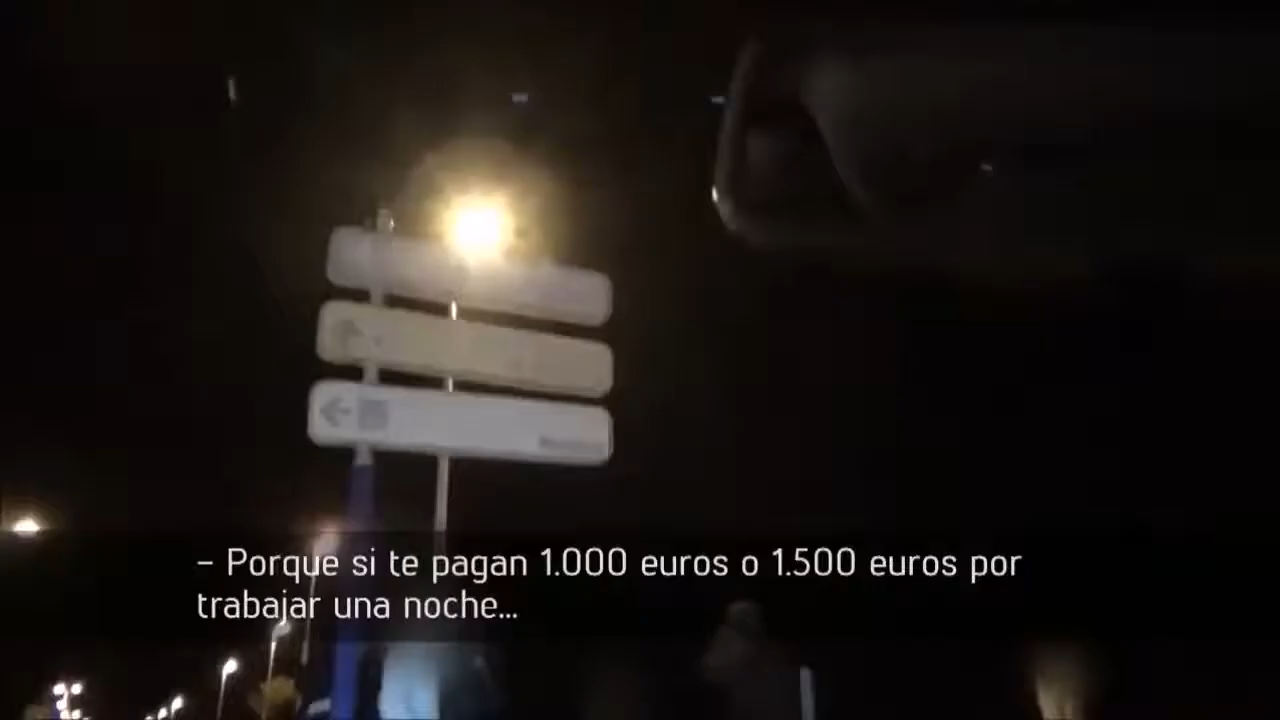 – Porque si te pagan 1.000 euros o 1.500 euros por
trabajar una noche...